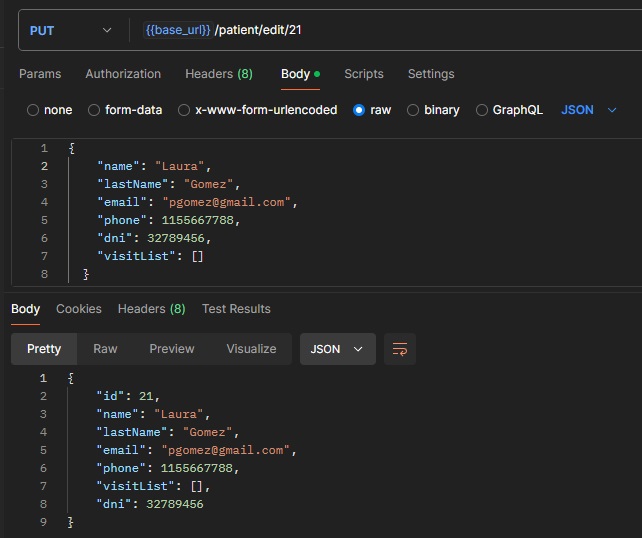 PUT {{base_url}}/patient/edit/21
Params Authorization Headers (8) Body Scripts Settings
none form-data x-www-form-urlencoded raw binary GraphQL JSON
1 {
2 "name": "Laura",
3 "lastName": "Gomez",
4 "email": "pgomez@gmail.com",
5 "phone": 1155667788,
6 "dni": 32789456,
7 "visitList": []
8 }
Body Cookies Headers (8) Test Results
Pretty Raw Preview Visualize JSON
1 {
2 "id": 21,
3 "name": "Laura",
4 "lastName": "Gomez",
5 "email": "pgomez@gmail.com",
6 "phone": 1155667788,
7 "visitList": [],
8 "dni": 32789456
9 }